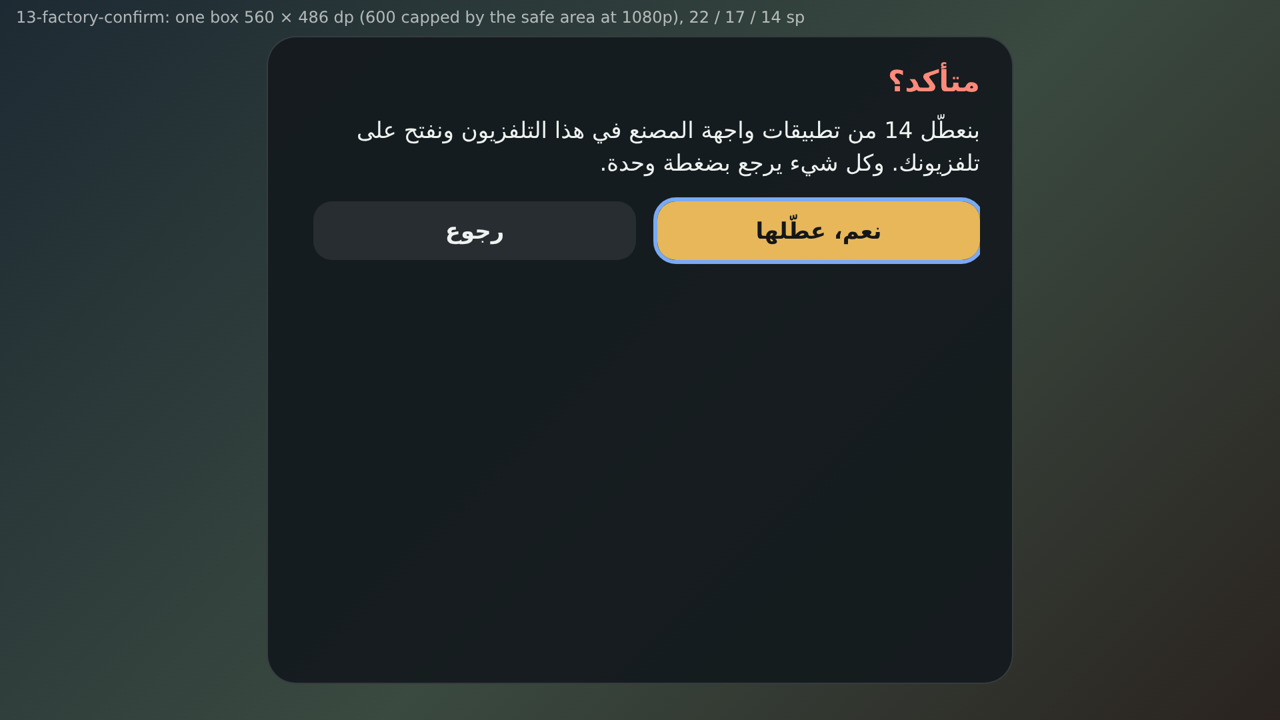 13-factory-confirm: one box 560 × 486 dp (600 capped by the safe area at 1080p), 22 / 17 / 14 sp
متأكد؟
بنعطّل 14 من تطبيقات واجهة المصنع في هذا التلفزيون ونفتح على
تلفزيونك. وكل شيء يرجع بضغطة وحدة.
نعم، عطّلها
رجوع